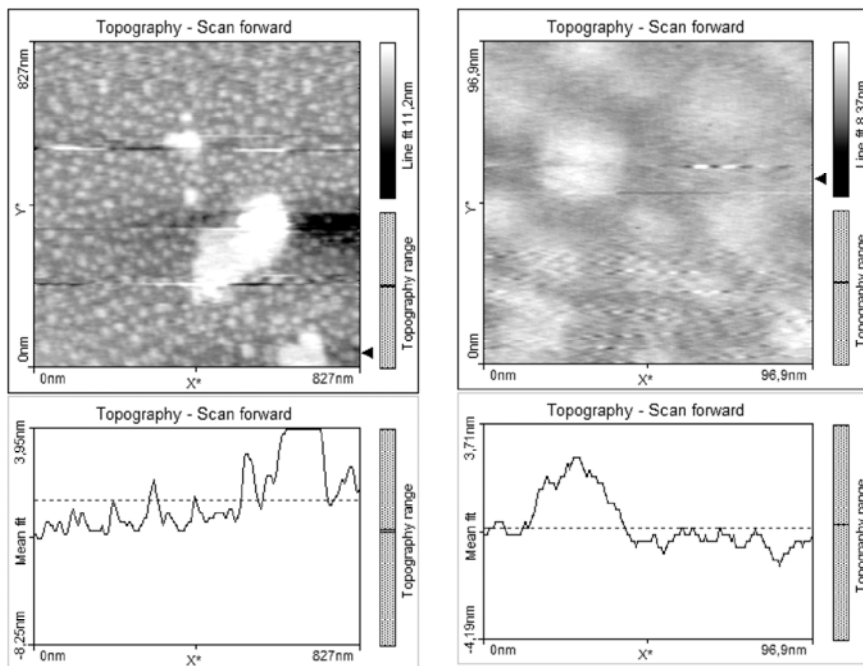 Topography - Scan forward
827nm
Y*
0nm
0nm
X*
827nm
Line fit 11,2nm
Topography range
Topography - Scan forward
96,9nm
Y*
0nm
0nm
X*
96,9nm
Line fit 8,37nm
Topography range
Topography - Scan forward
3,95nm
Mean fit
-8,25nm
0nm
X*
827nm
Topography range
Topography - Scan forward
3,71nm
Mean fit
-4,19nm
0nm
X*
96,9nm
Topography range